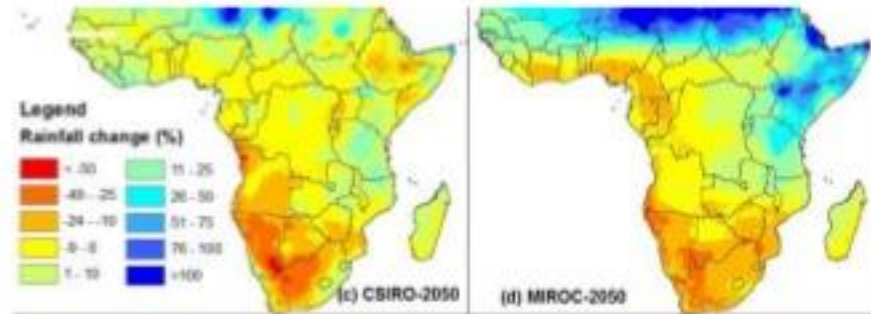 Legend
Rainfall change (%)
< -50
-49 - -25
-24 - -10
-9 - 0
1 - 10
11 - 25
26 - 50
51 - 75
76 - 100
>100
(c) CSIRO-2050
(d) MIROC-2050